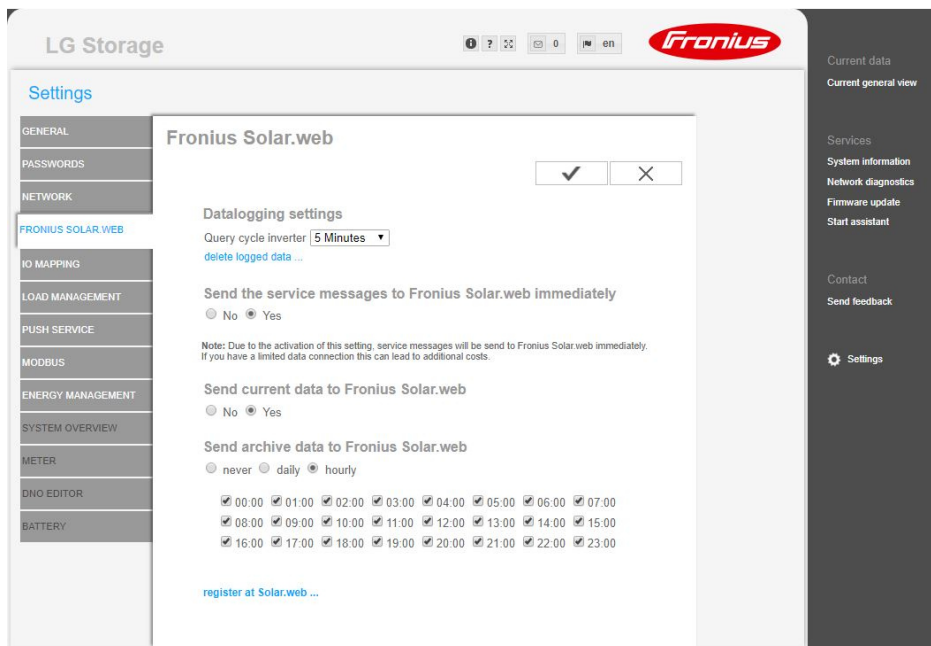 LG Storage
0
en
Fronius
Settings
GENERAL
PASSWORDS
NETWORK
FRONIUS SOLAR.WEB
IO MAPPING
LOAD MANAGEMENT
PUSH SERVICE
MODBUS
ENERGY MANAGEMENT
SYSTEM OVERVIEW
METER
DNO EDITOR
BATTERY
Fronius Solar.web
Datalogging settings
Query cycle inverter 5 Minutes
delete logged data ...
Send the service messages to Fronius Solar.web immediately
No Yes
Note: Due to the activation of this setting, service messages will be send to Fronius Solar.web immediately.
If you have a limited data connection this can lead to additional costs.
Send current data to Fronius Solar.web
No Yes
Send archive data to Fronius Solar.web
never daily hourly
00:00 01:00 02:00 03:00 04:00 05:00 06:00 07:00
08:00 09:00 10:00 11:00 12:00 13:00 14:00 15:00
16:00 17:00 18:00 19:00 20:00 21:00 22:00 23:00
register at Solar.web ...
Current data
Current general view
Services
System information
Network diagnostics
Firmware update
Start assistant
Contact
Send feedback
Settings